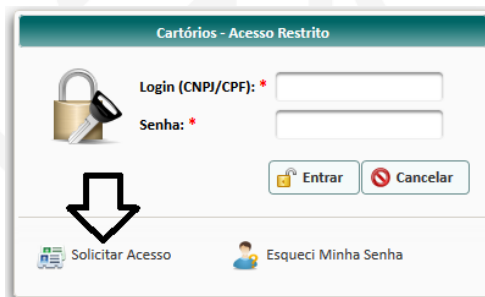 Cartórios - Acesso Restrito
Login (CNPJ/CPF): *
Senha: *
Entrar Cancelar
Solicitar Acesso Esqueci Minha Senha